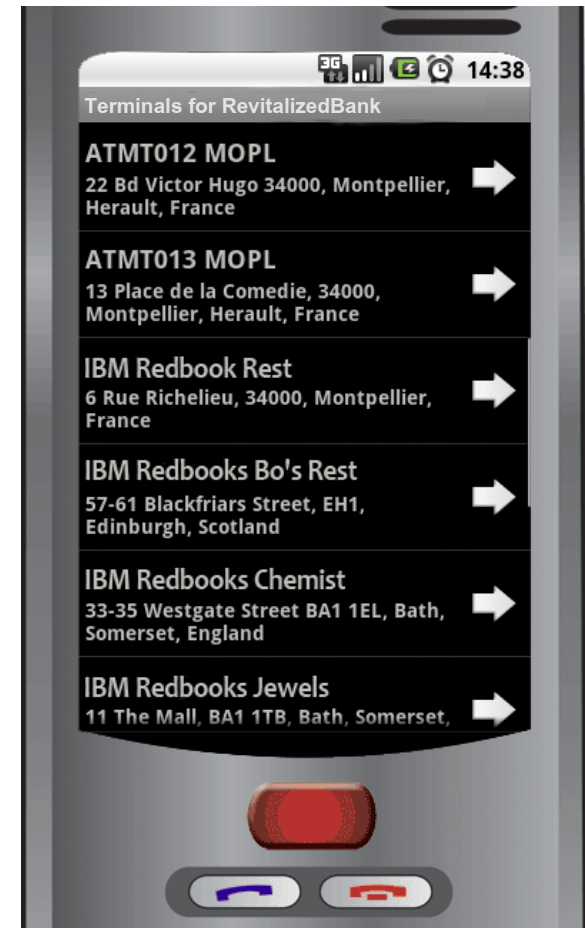 3G 14:38
Terminals for RevitalizedBank
ATMT012 MOPL
22 Bd Victor Hugo 34000, Montpellier,
Herault, France
ATMT013 MOPL
13 Place de la Comedie, 34000,
Montpellier, Herault, France
IBM Redbook Rest
6 Rue Richelieu, 34000, Montpellier,
France
IBM Redbooks Bo's Rest
57-61 Blackfriars Street, EH1,
Edinburgh, Scotland
IBM Redbooks Chemist
33-35 Westgate Street BA1 1EL, Bath,
Somerset, England
IBM Redbooks Jewels
11 The Mall, BA1 1TB, Bath, Somerset,